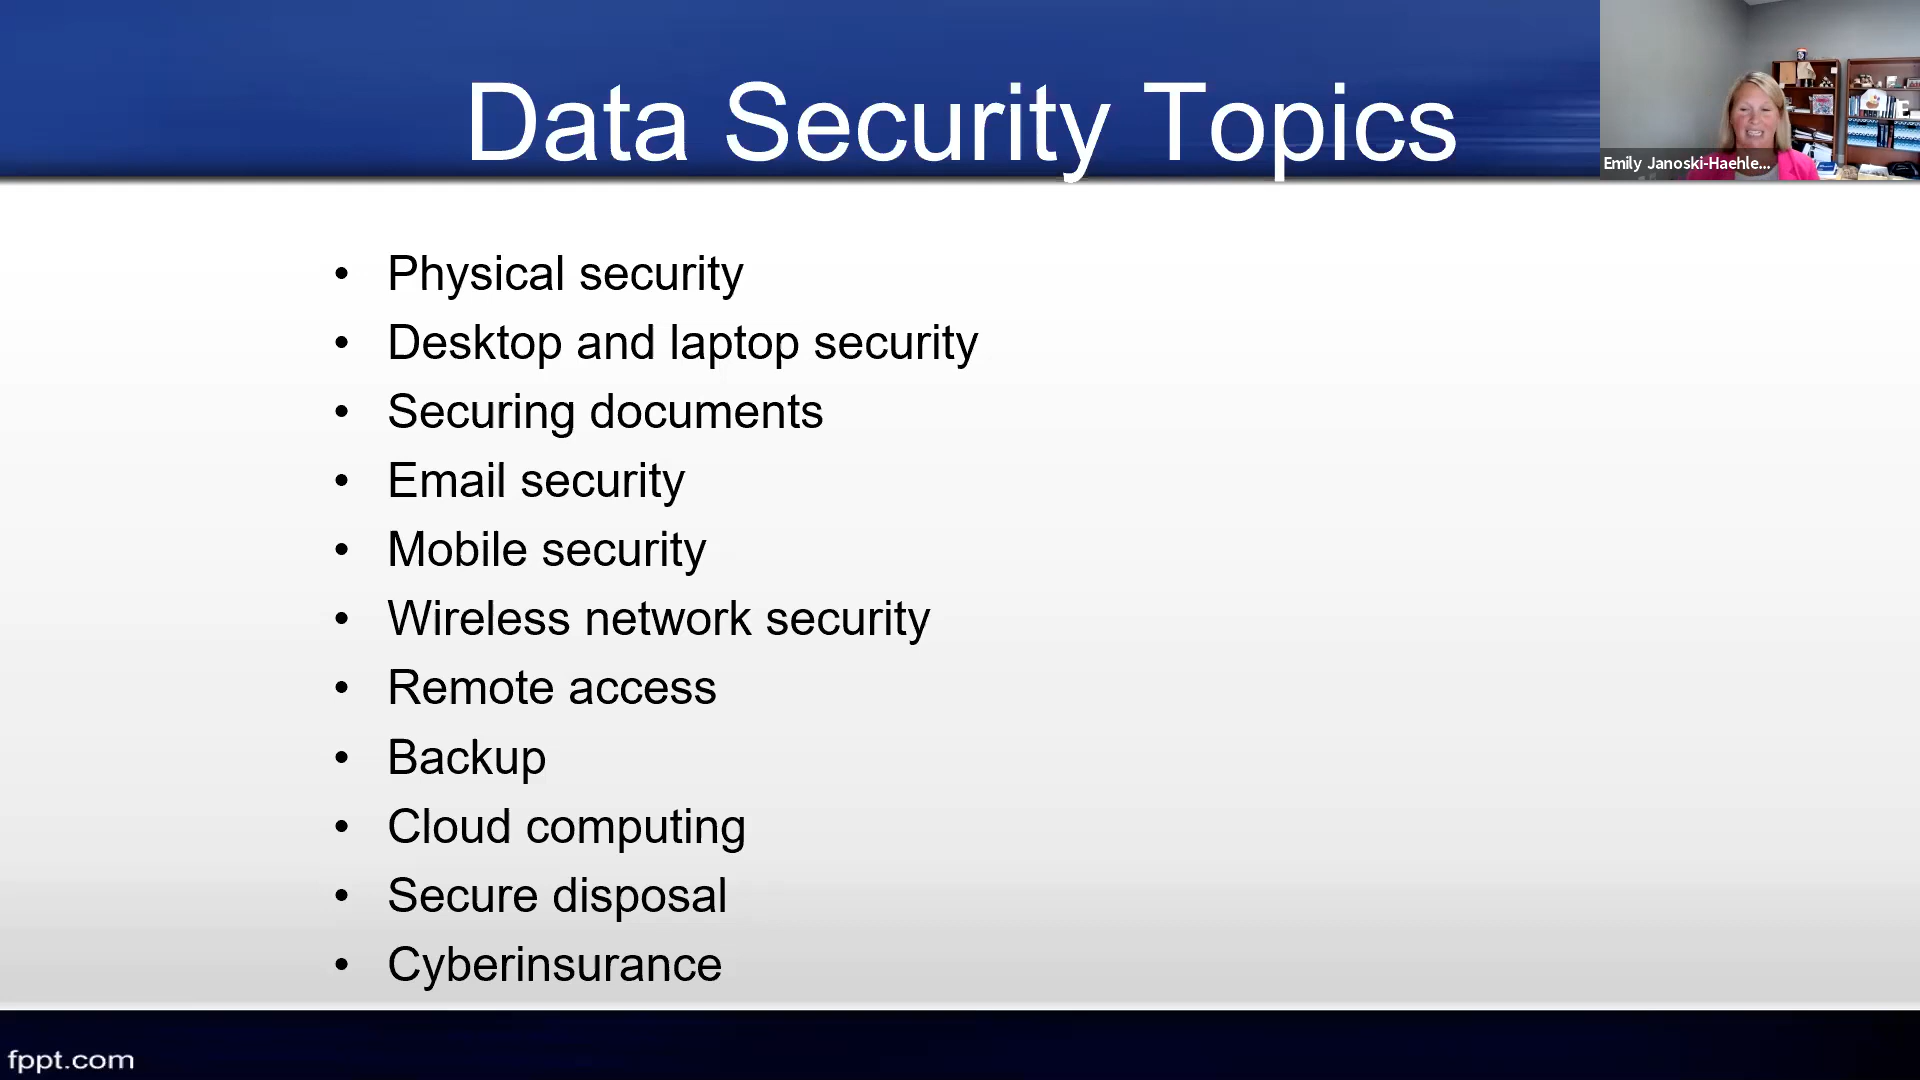 Data Security Topics
Emily Janoski-Haehle...
• Physical security
• Desktop and laptop security
• Securing documents
• Email security
• Mobile security
• Wireless network security
• Remote access
• Backup
• Cloud computing
• Secure disposal
• Cyberinsurance
fppt.com